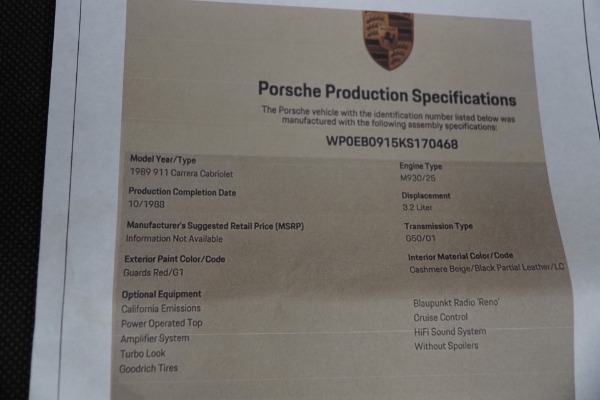 Porsche Production Specifications
The Porsche vehicle with the identification number listed below was
manufactured with the following assembly specifications:
WP0EB0915KS170468
Model Year/Type
1989 911 Carrera Cabriolet
Production Completion Date
10/1988
Manufacturer's Suggested Retail Price (MSRP)
Information Not Available
Exterior Paint Color/Code
Guards Red/G1
Optional Equipment
California Emissions
Power Operated Top
Amplifier System
Turbo Look
Goodrich Tires
Engine Type
M930/25
Displacement
3.2 Liter
Transmission Type
G50/01
Interior Material Color/Code
Cashmere Beige/Black Partial Leather/LD
Blaupunkt Radio 'Reno'
Cruise Control
HiFi Sound System
Without Spoilers